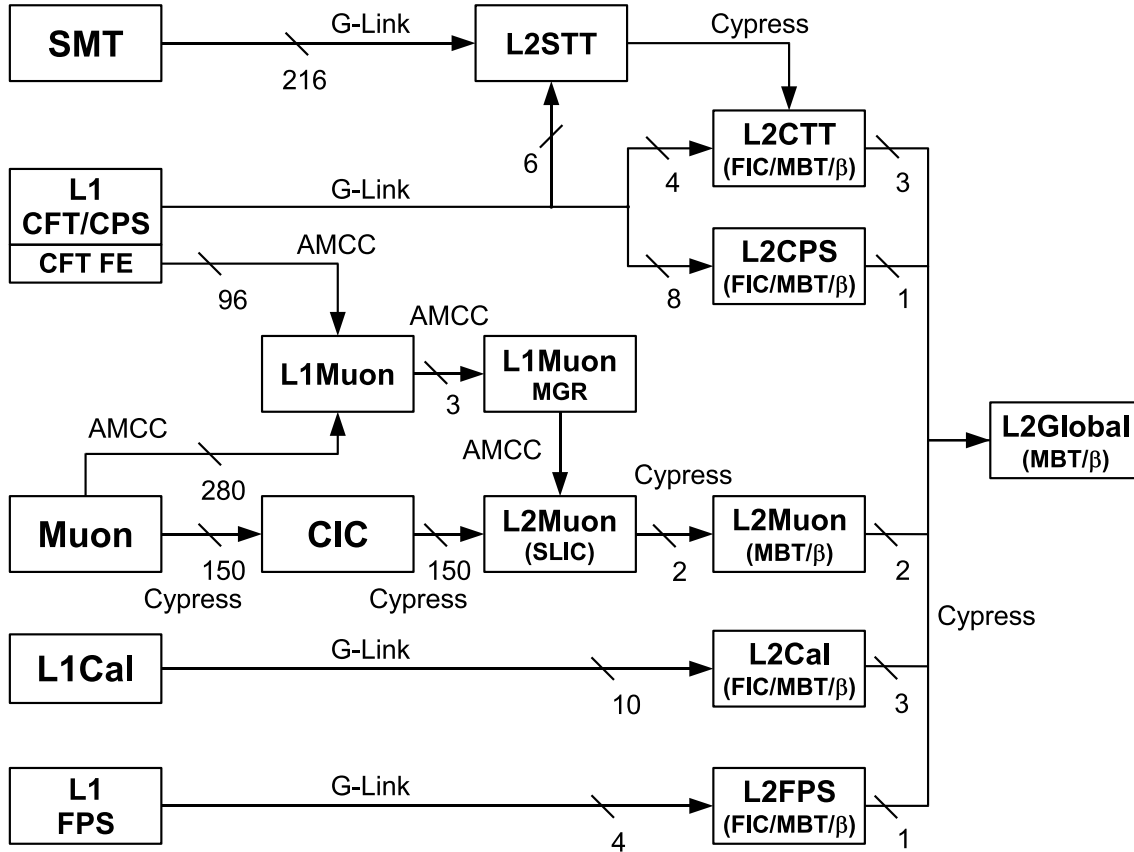 SMT
G-Link
216
L2STT
Cypress
L2CTT
(FIC/MBT/β)
3
6
4
L1
CFT/CPS
G-Link
CFT FE
AMCC
96
8
L2CPS
(FIC/MBT/β)
1
L1Muon
AMCC
3
L1Muon
MGR
AMCC
280
AMCC
L2Global
(MBT/β)
Muon
150
Cypress
CIC
150
Cypress
L2Muon
(SLIC)
Cypress
2
L2Muon
(MBT/β)
2
Cypress
L1Cal
G-Link
10
L2Cal
(FIC/MBT/β)
3
L1
FPS
G-Link
4
L2FPS
(FIC/MBT/β)
1